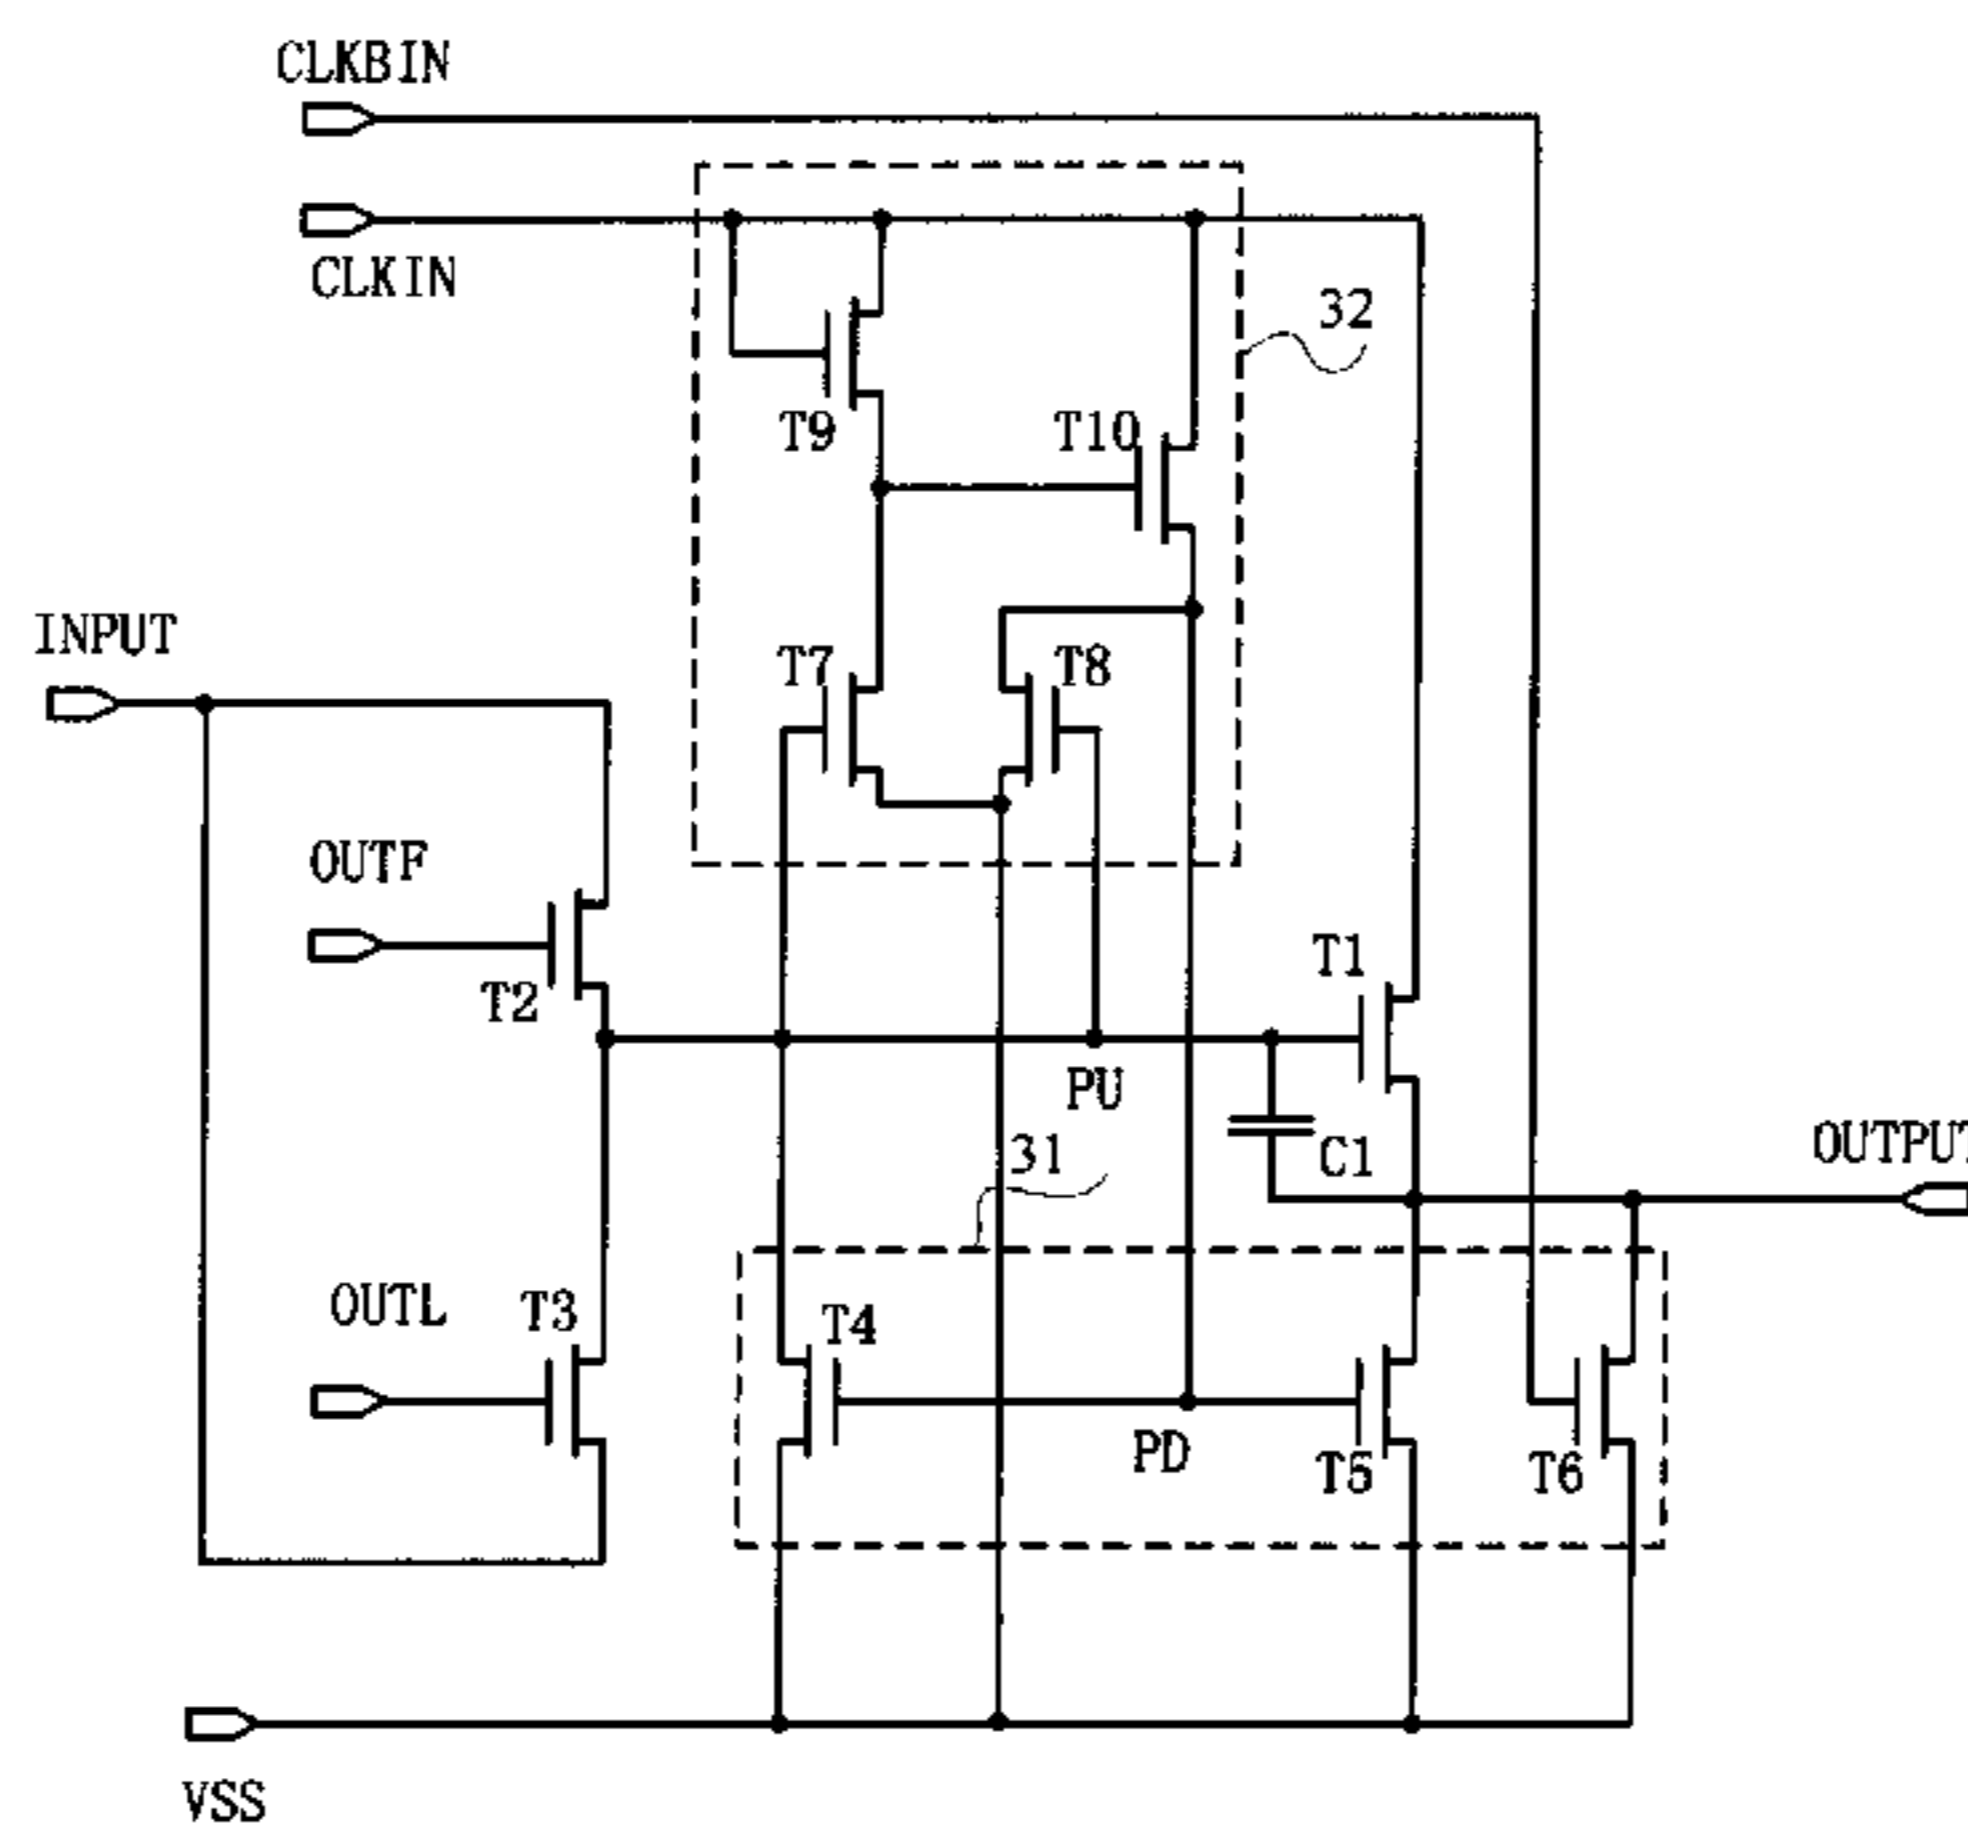 CLKBIN
CLKIN
32
T9
T10
INPUT
T7
T8
OUTF
T2
T1
PU
31
C1
OUTPUT
OUTL
T3
T4
PD
T5
T6
VSS